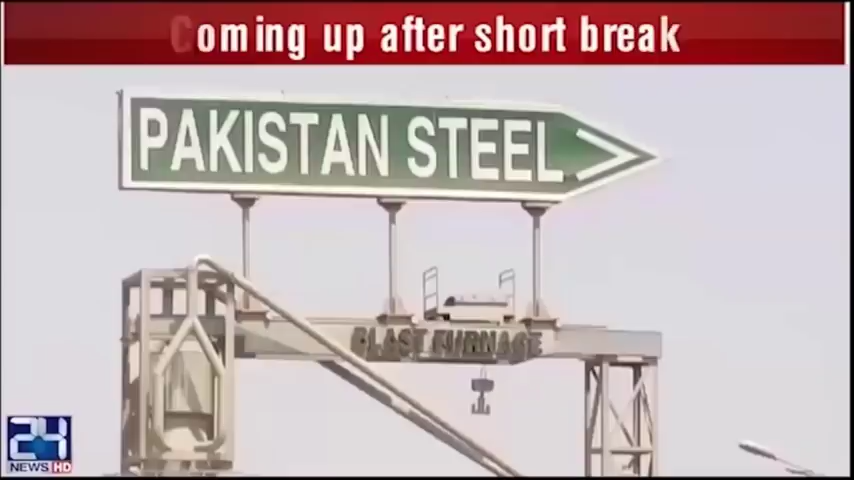 Coming up after short break
PAKISTAN STEEL
BLAST FURNACE
24
NEWS HD